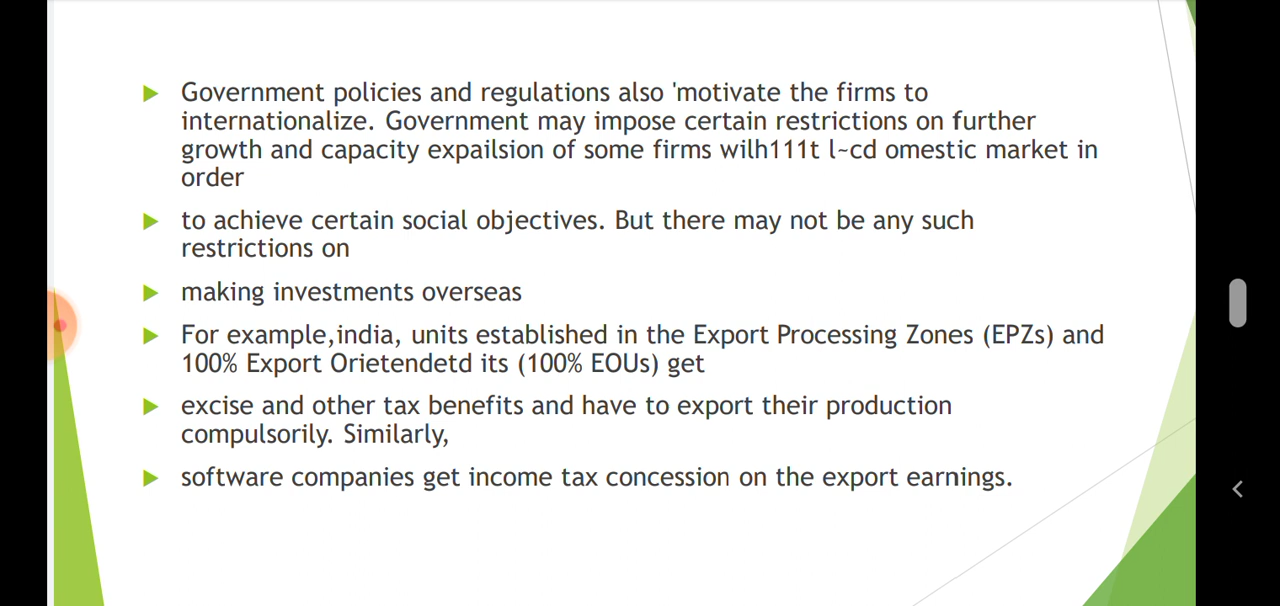 Government policies and regulations also 'motivate the firms to
internationalize. Government may impose certain restrictions on further
growth and capacity expailsion of some firms wilh111t l~cd omestic market in
order
to achieve certain social objectives. But there may not be any such
restrictions on
making investments overseas
For example,india, units established in the Export Processing Zones (EPZs) and
100% Export Orietendetd its (100% EOUs) get
excise and other tax benefits and have to export their production
compulsorily. Similarly,
software companies get income tax concession on the export earnings.